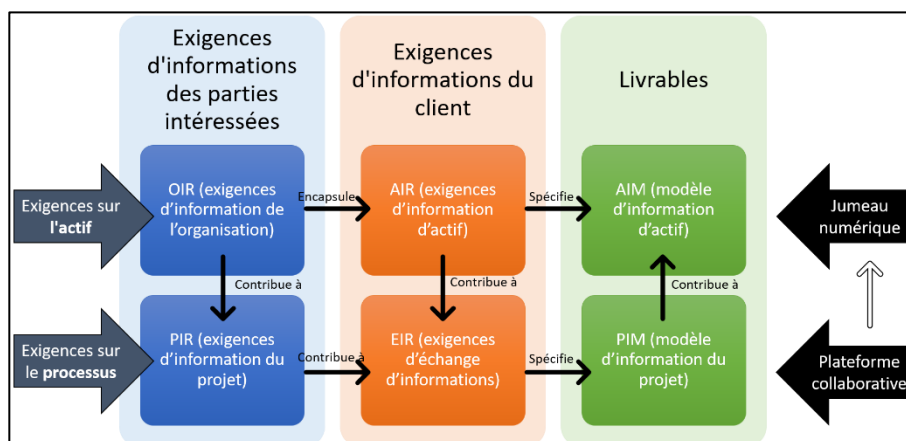 Exigences
d'informations
des parties
intéressées
Exigences
d'informations du
client
Livrables
Exigences sur
l'actif
OIR (exigences
d'information de
l'organisation)
Encapsule
AIR (exigences
d'information
d'actif)
Spécifie
AIM (modèle
d'information
d'actif)
Jumeau
numérique
Contribue à
Contribue à
Contribue à
Exigences sur
le processus
PIR (exigences
d'information du
projet)
Contribue à
EIR (exigences
d'échange
d'informations)
Spécifie
PIM (modèle
d'information du
projet)
Plateforme
collaborative